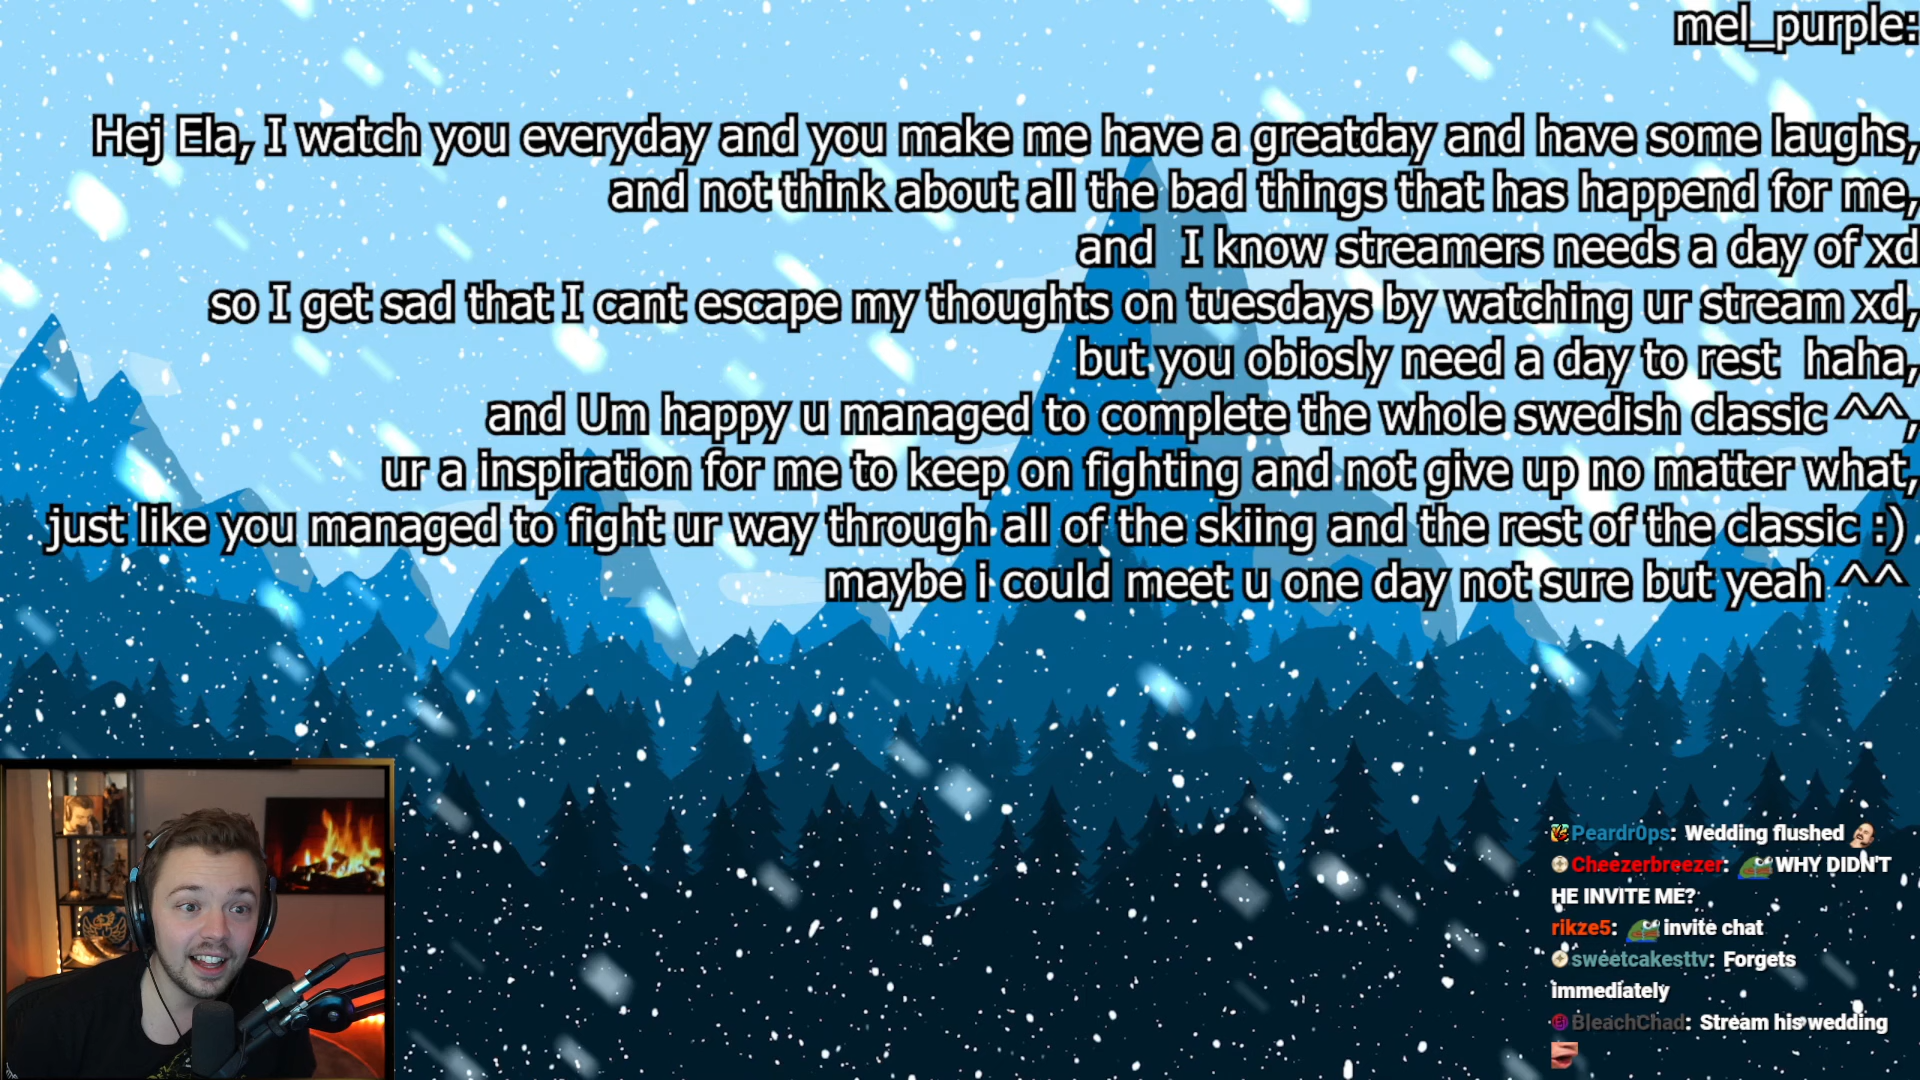 mel_purple:
Hej Ela, I watch you everyday and you make me have a greatday and have some laughs,
and not think about all the bad things that has happend for me,
and  I know streamers needs a day of xd
so I get sad that I cant escape my thoughts on tuesdays by watching ur stream xd,
but you obiosly need a day to rest  haha,
and Um happy u managed to complete the whole swedish classic ^^,
ur a inspiration for me to keep on fighting and not give up no matter what,
just like you managed to fight ur way through all of the skiing and the rest of the classic :)
maybe i could meet u one day not sure but yeah ^^
Peardr0ps: Wedding flushed
Cheezerbreezer: WHY DIDN'T
HE INVITE ME?
rikze5: invite chat
sweetcakesttv: Forgets
immediately
BleachChad: Stream his wedding